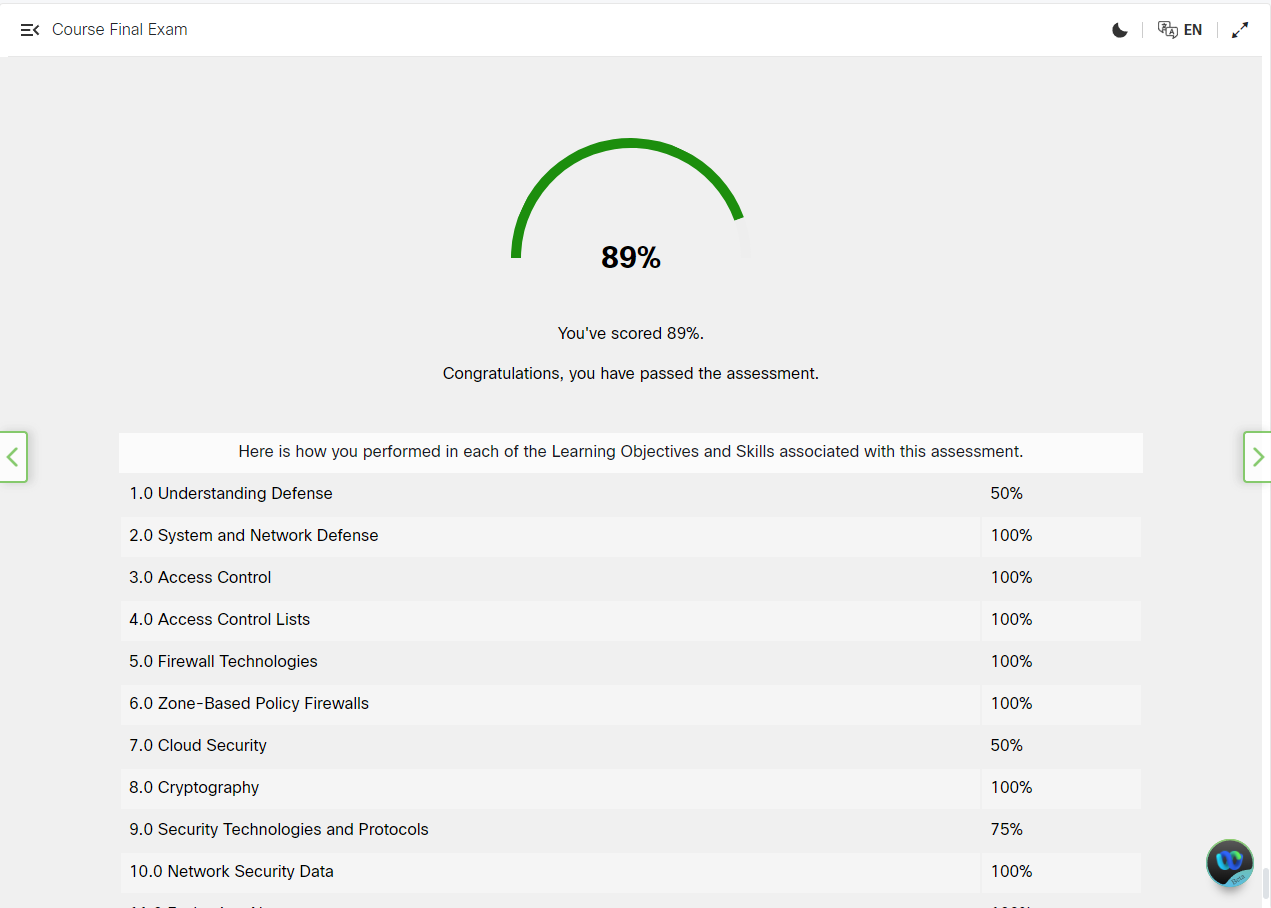 Course Final Exam
EN
89%
You've scored 89%.
Congratulations, you have passed the assessment.
Here is how you performed in each of the Learning Objectives and Skills associated with this assessment.
1.0 Understanding Defense 50%
2.0 System and Network Defense 100%
3.0 Access Control 100%
4.0 Access Control Lists 100%
5.0 Firewall Technologies 100%
6.0 Zone-Based Policy Firewalls 100%
7.0 Cloud Security 50%
8.0 Cryptography 100%
9.0 Security Technologies and Protocols 75%
10.0 Network Security Data 100%
Beta